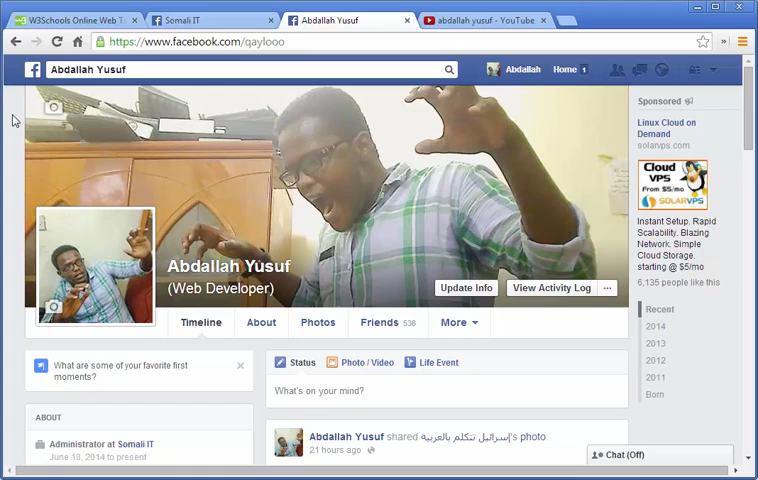 W3Schools Online Web T
Somali IT
Abdallah Yusuf
abdallah yusuf - YouTube
https://www.facebook.com/qaylooo
Abdallah Yusuf
Abdallah
Home 1
Sponsored
Linux Cloud on
Demand
solarvps.com
Cloud
VPS
From $5/mo
SOLARVPS
Instant Setup. Rapid
Scalability. Blazing
Network. Simple
Cloud Storage.
starting @ $5/mo
6,135 people like this
Abdallah Yusuf
(Web Developer)
Update Info
View Activity Log
Timeline
About
Photos
Friends 536
More
Recent
2014
2013
2012
2011
Born
What are some of your favorite first
moments?
Status
Photo / Video
Life Event
What's on your mind?
ABOUT
Administrator at Somali IT
June 18, 2014 to present
Abdallah Yusuf shared إسرائيل تتكلم بالعربية's photo.
21 hours ago
Chat (Off)